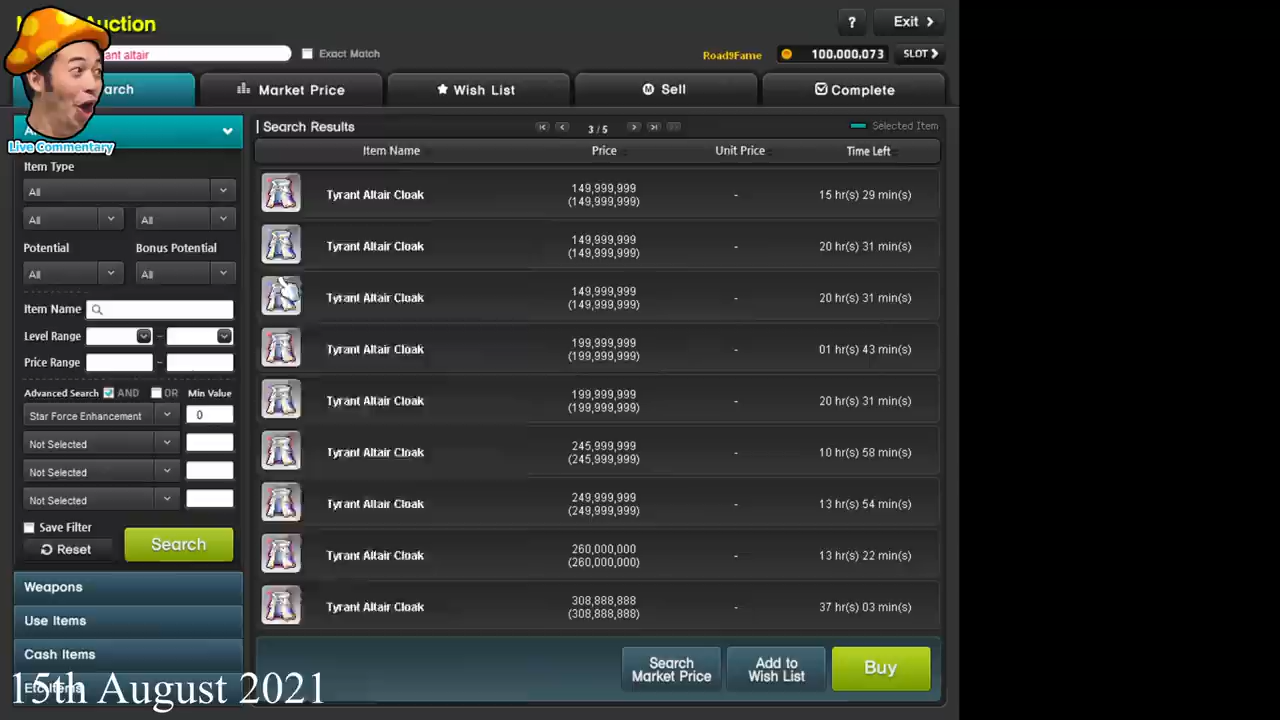 Auction
ant altair
Exact Match
Road9Fame
100,000,073
SLOT
?
Exit
arch
Market Price
Wish List
Sell
Complete
Live Commentary
Item Type
All
All
All
Potential
Bonus Potential
All
All
Item Name
Level Range
-
Price Range
-
Advanced Search
AND
OR
Min Value
Star Force Enhancement
0
Not Selected
Not Selected
Not Selected
Save Filter
Reset
Search
Weapons
Use Items
Cash Items
15th August 2021
Search Results
3 / 5
Selected Item
Item Name Price Unit Price Time Left
Tyrant Altair Cloak 149,999,999 - 15 hr(s) 29 min(s)
(149,999,999)
Tyrant Altair Cloak 149,999,999 - 20 hr(s) 31 min(s)
(149,999,999)
Tyrant Altair Cloak 149,999,999 - 20 hr(s) 31 min(s)
(149,999,999)
Tyrant Altair Cloak 199,999,999 - 01 hr(s) 43 min(s)
(199,999,999)
Tyrant Altair Cloak 199,999,999 - 20 hr(s) 31 min(s)
(199,999,999)
Tyrant Altair Cloak 245,999,999 - 10 hr(s) 58 min(s)
(245,999,999)
Tyrant Altair Cloak 249,999,999 - 13 hr(s) 54 min(s)
(249,999,999)
Tyrant Altair Cloak 260,000,000 - 13 hr(s) 22 min(s)
(260,000,000)
Tyrant Altair Cloak 308,888,888 - 37 hr(s) 03 min(s)
(308,888,888)
Search
Market Price
Add to
Wish List
Buy